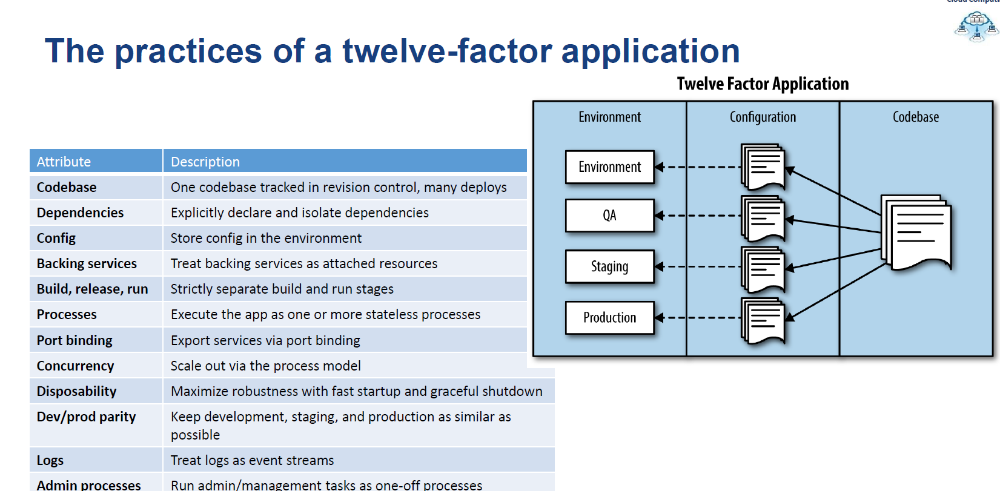 The practices of a twelve-factor application
Twelve Factor Application
Environment
Configuration
Codebase
Environment
QA
Staging
Production
Attribute Description
Codebase One codebase tracked in revision control, many deploys
Dependencies Explicitly declare and isolate dependencies
Config Store config in the environment
Backing services Treat backing services as attached resources
Build, release, run Strictly separate build and run stages
Processes Execute the app as one or more stateless processes
Port binding Export services via port binding
Concurrency Scale out via the process model
Disposability Maximize robustness with fast startup and graceful shutdown
Dev/prod parity Keep development, staging, and production as similar as
possible
Logs Treat logs as event streams
Admin processes Run admin/management tasks as one-off processes